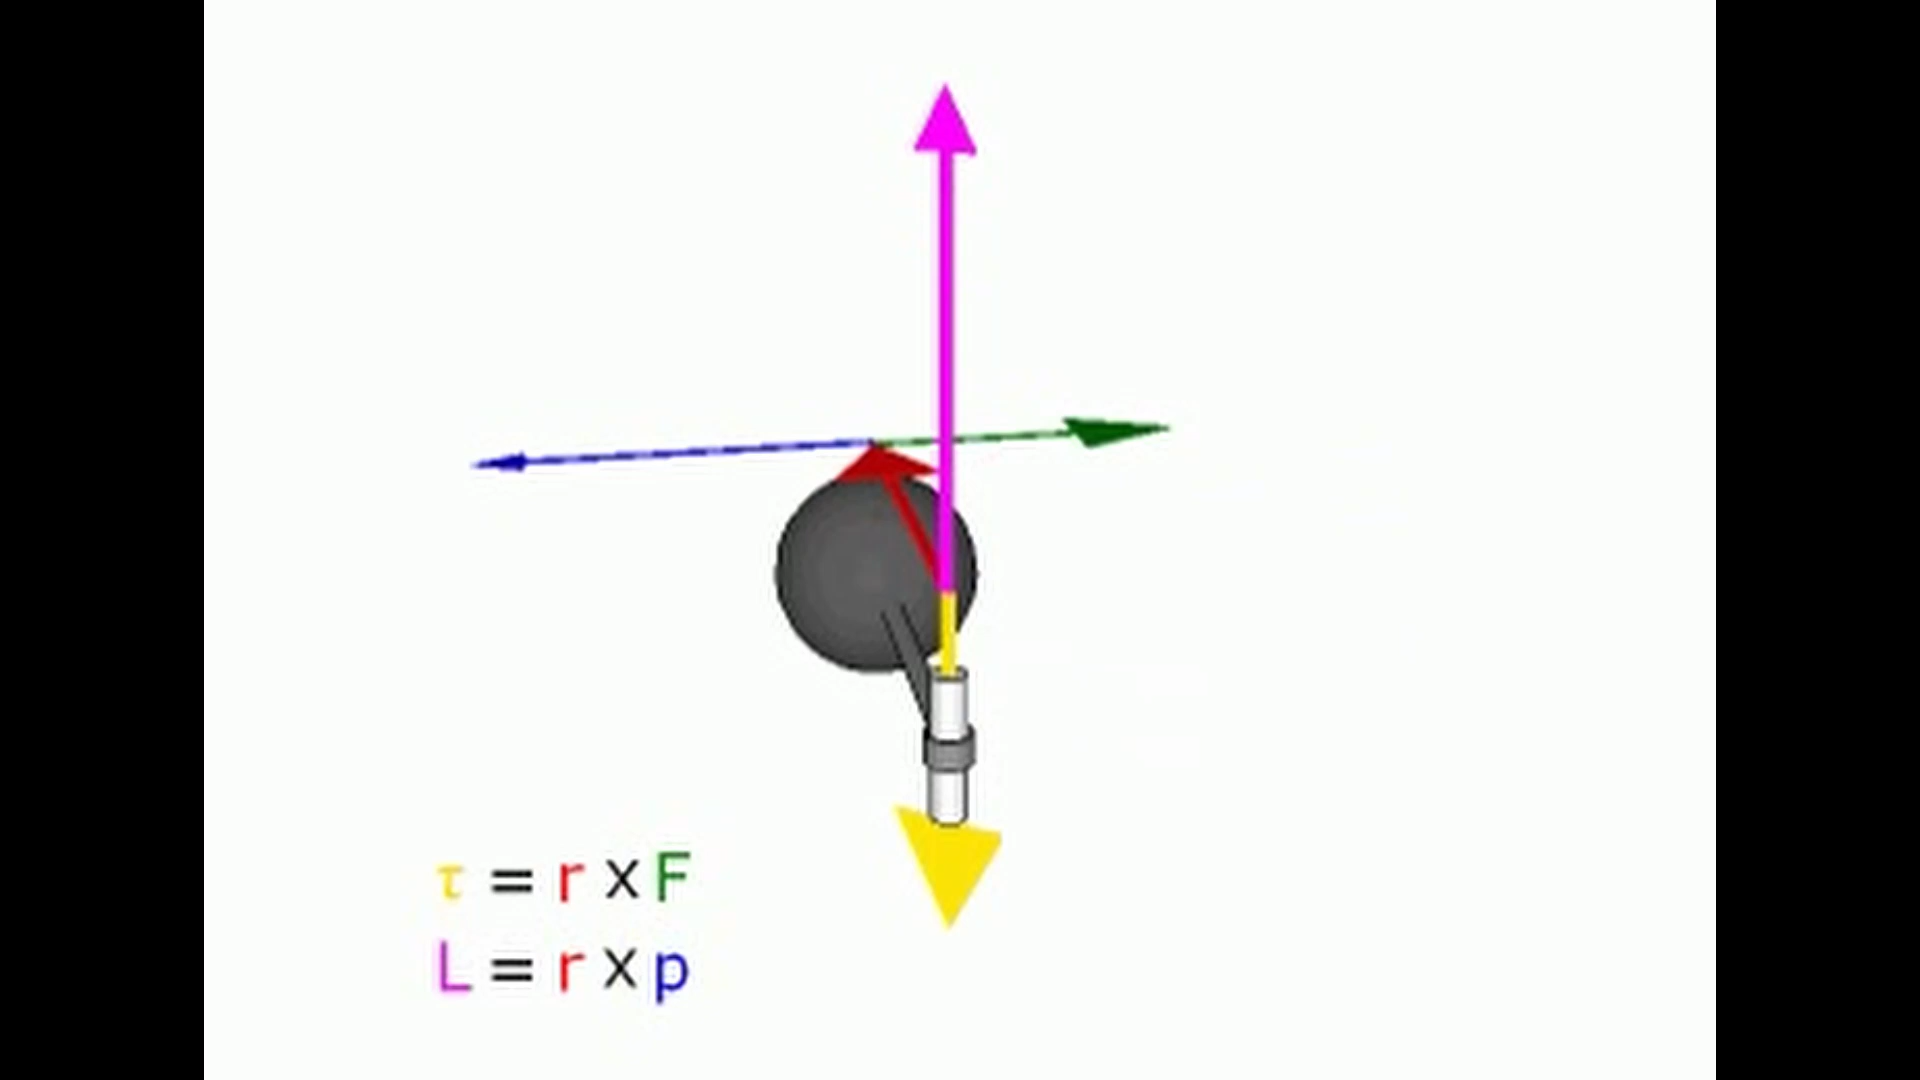 τ = r x F
L = r x p